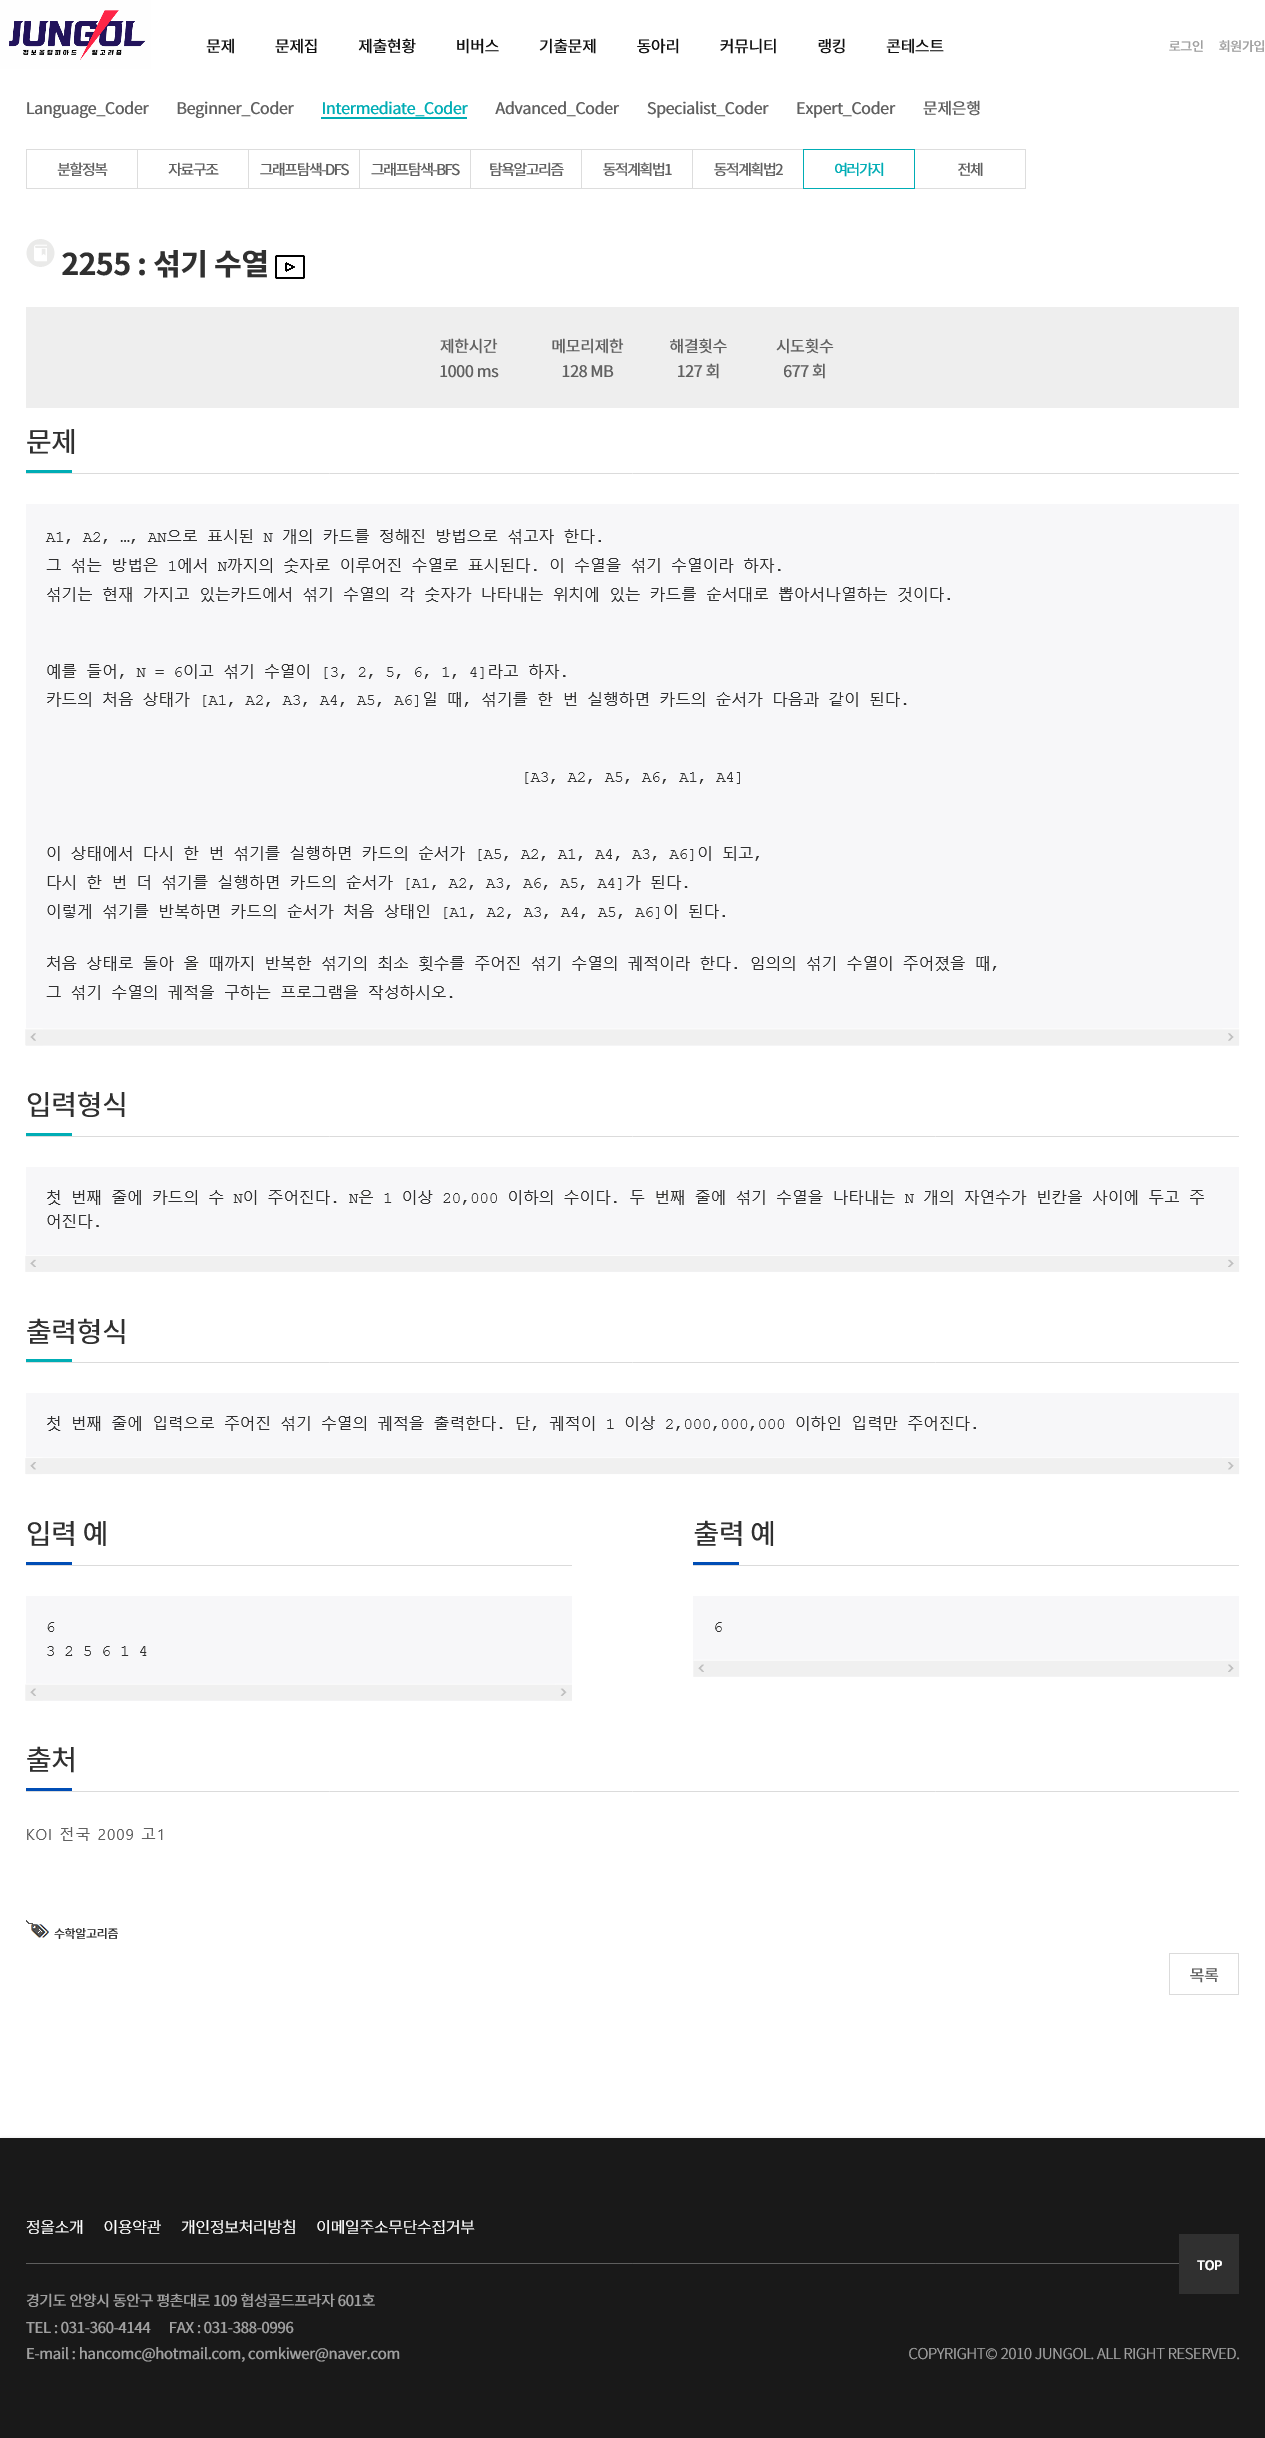 JUNGOL
정보올림피아드 알고리즘
문제 문제집 제출현황 비버스 기출문제 동아리 커뮤니티 랭킹 콘테스트 로그인 회원가입
Language_Coder Beginner_Coder Intermediate_Coder Advanced_Coder Specialist_Coder Expert_Coder 문제은행
분할정복 자료구조 그래프탐색-DFS 그래프탐색-BFS 탐욕알고리즘 동적계획법1 동적계획법2 여러가지 전체
2255 : 섞기 수열
제한시간 메모리제한 해결횟수 시도횟수
1000 ms 128 MB 127 회 677 회
문제
A1, A2, …, AN으로 표시된 N 개의 카드를 정해진 방법으로 섞고자 한다.
그 섞는 방법은 1에서 N까지의 숫자로 이루어진 수열로 표시된다. 이 수열을 섞기 수열이라 하자.
섞기는 현재 가지고 있는카드에서 섞기 수열의 각 숫자가 나타내는 위치에 있는 카드를 순서대로 뽑아서나열하는 것이다.
예를 들어, N = 6이고 섞기 수열이 [3, 2, 5, 6, 1, 4]라고 하자.
카드의 처음 상태가 [A1, A2, A3, A4, A5, A6]일 때, 섞기를 한 번 실행하면 카드의 순서가 다음과 같이 된다.
[A3, A2, A5, A6, A1, A4]
이 상태에서 다시 한 번 섞기를 실행하면 카드의 순서가 [A5, A2, A1, A4, A3, A6]이 되고,
다시 한 번 더 섞기를 실행하면 카드의 순서가 [A1, A2, A3, A6, A5, A4]가 된다.
이렇게 섞기를 반복하면 카드의 순서가 처음 상태인 [A1, A2, A3, A4, A5, A6]이 된다.
처음 상태로 돌아 올 때까지 반복한 섞기의 최소 횟수를 주어진 섞기 수열의 궤적이라 한다. 임의의 섞기 수열이 주어졌을 때,
그 섞기 수열의 궤적을 구하는 프로그램을 작성하시오.
입력형식
첫 번째 줄에 카드의 수 N이 주어진다. N은 1 이상 20,000 이하의 수이다. 두 번째 줄에 섞기 수열을 나타내는 N 개의 자연수가 빈칸을 사이에 두고 주
어진다.
출력형식
첫 번째 줄에 입력으로 주어진 섞기 수열의 궤적을 출력한다. 단, 궤적이 1 이상 2,000,000,000 이하인 입력만 주어진다.
입력 예
6
3 2 5 6 1 4
출력 예
6
출처
KOI 전국 2009 고1
수학알고리즘
목록
정올소개 이용약관 개인정보처리방침 이메일주소무단수집거부
TOP
경기도 안양시 동안구 평촌대로 109 협성골드프라자 601호
TEL : 031-360-4144 FAX : 031-388-0996
E-mail : hancomc@hotmail.com, comkiwer@naver.com
COPYRIGHT© 2010 JUNGOL. ALL RIGHT RESERVED.